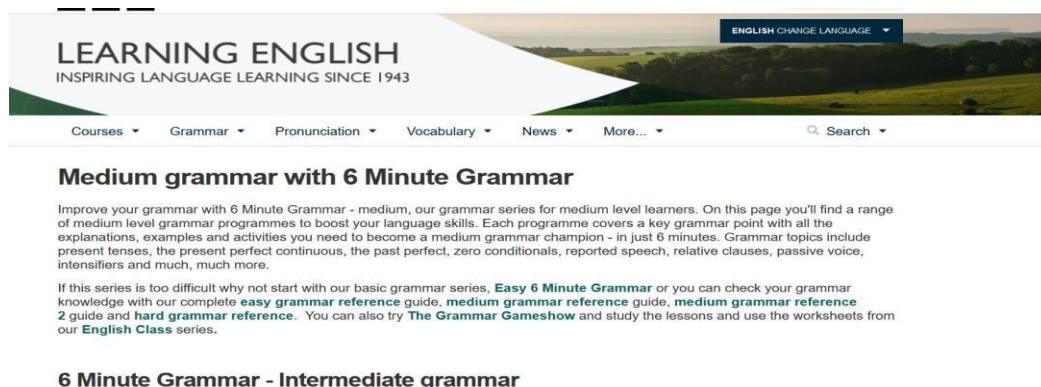 ENGLISH CHANGE LANGUAGE
LEARNING ENGLISH
INSPIRING LANGUAGE LEARNING SINCE 1943
Courses Grammar Pronunciation Vocabulary News More... Search
Medium grammar with 6 Minute Grammar
Improve your grammar with 6 Minute Grammar - medium, our grammar series for medium level learners. On this page you'll find a range
of medium level grammar programmes to boost your language skills. Each programme covers a key grammar point with all the
explanations, examples and activities you need to become a medium grammar champion - in just 6 minutes. Grammar topics include
present tenses, the present perfect continuous, the past perfect, zero conditionals, reported speech, relative clauses, passive voice,
intensifiers and much, much more.
If this series is too difficult why not start with our basic grammar series, Easy 6 Minute Grammar or you can check your grammar
knowledge with our complete easy grammar reference guide, medium grammar reference guide, medium grammar reference
2 guide and hard grammar reference. You can also try The Grammar Gameshow and study the lessons and use the worksheets from
our English Class series.
6 Minute Grammar - Intermediate grammar